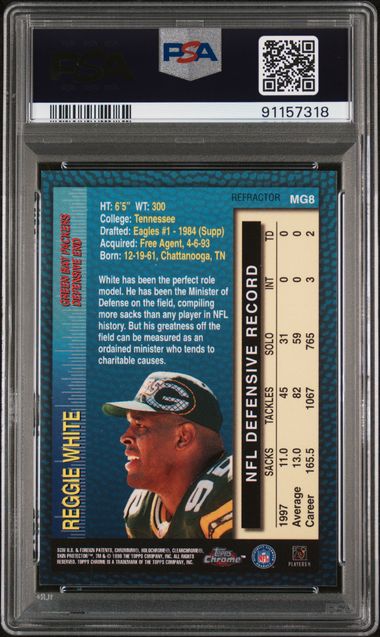 PSA
PSA
91157318
REFRACTOR MG8
HT: 6'5" WT: 300
College: Tennessee
Drafted: Eagles #1 - 1984 (Supp)
Acquired: Free Agent, 4-6-93
Born: 12-19-61, Chattanooga, TN
White has been the perfect role
model. He has been the Minister of
Defense on the field, compiling
more sacks than any player in NFL
history. But his greatness off the
field can be measured as an
ordained minister who tends to
charitable causes.
GREEN BAY PACKERS
DEFENSIVE END
REGGIE WHITE
NFL DEFENSIVE RECORD
SACKS TACKLES SOLO INT TD
1997 11.0 45 31 0 0
Average 13.0 82 59 0 0
Career 165.5 1067 765 3 2
Topps
Chrome™
NFL
PLAYERS